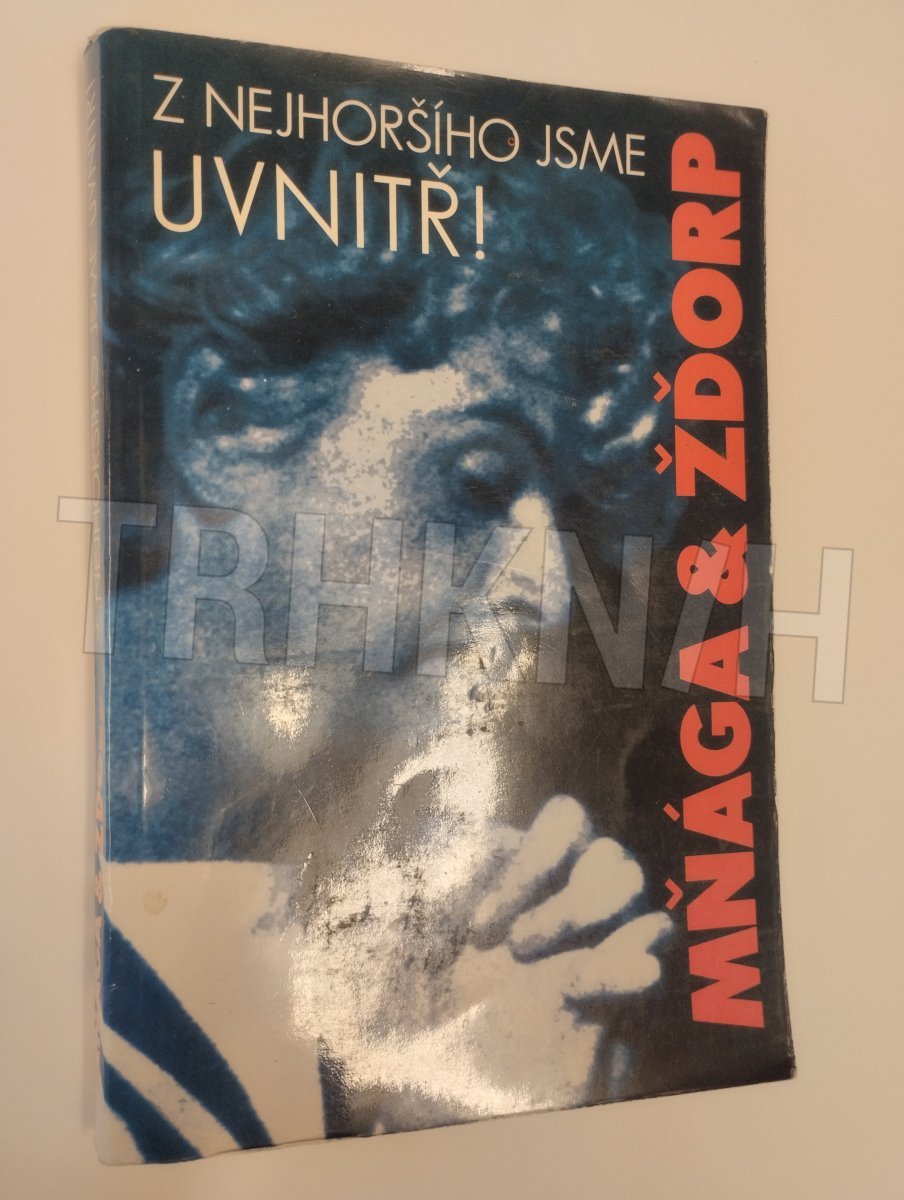 Z NEJHORŠÍHO JSME
UVNITŘ!
MŇÁGA & ŽĎORP
TRHKNIH